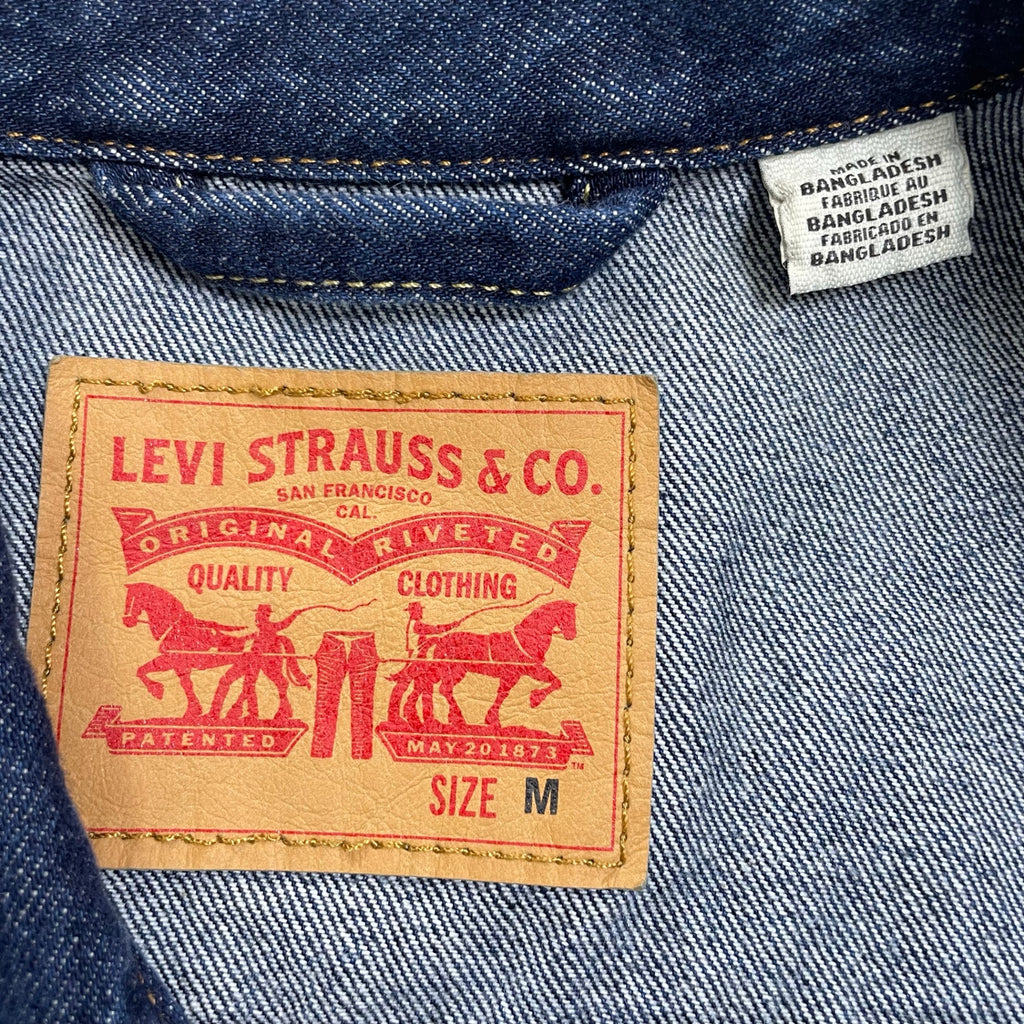 MADE IN
BANGLADESH
FABRIQUE AU
BANGLADESH
FABRICADO EN
BANGLADESH
LEVI STRAUSS & CO.
SAN FRANCISCO
CAL.
ORIGINAL RIVETED
QUALITY CLOTHING
PATENTED MAY 20 1873
TM
SIZE M